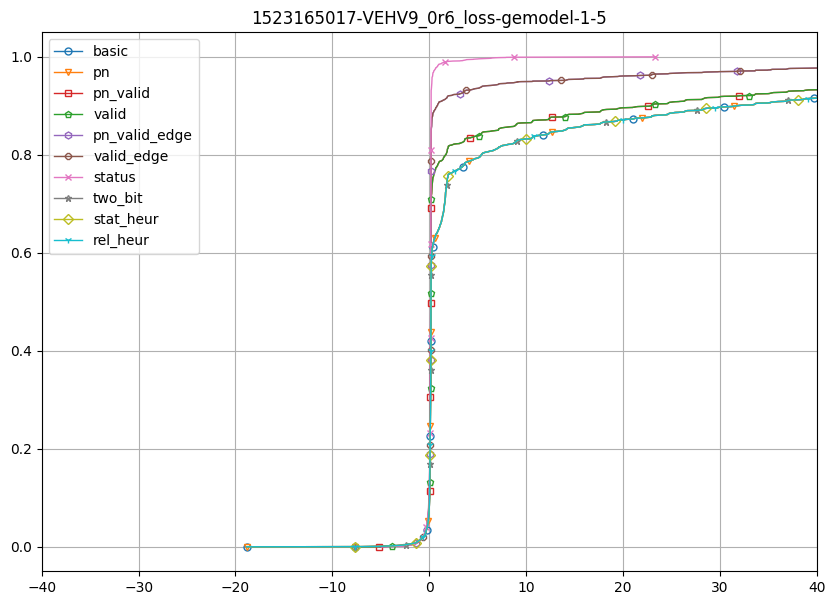 1523165017-VEHV9_0r6_loss-gemodel-1-5
basic
pn
pn_valid
valid
pn_valid_edge
valid_edge
status
two_bit
stat_heur
rel_heur
1.0
0.8
0.6
0.4
0.2
0.0
−40 −30 −20 −10 0 10 20 30 40